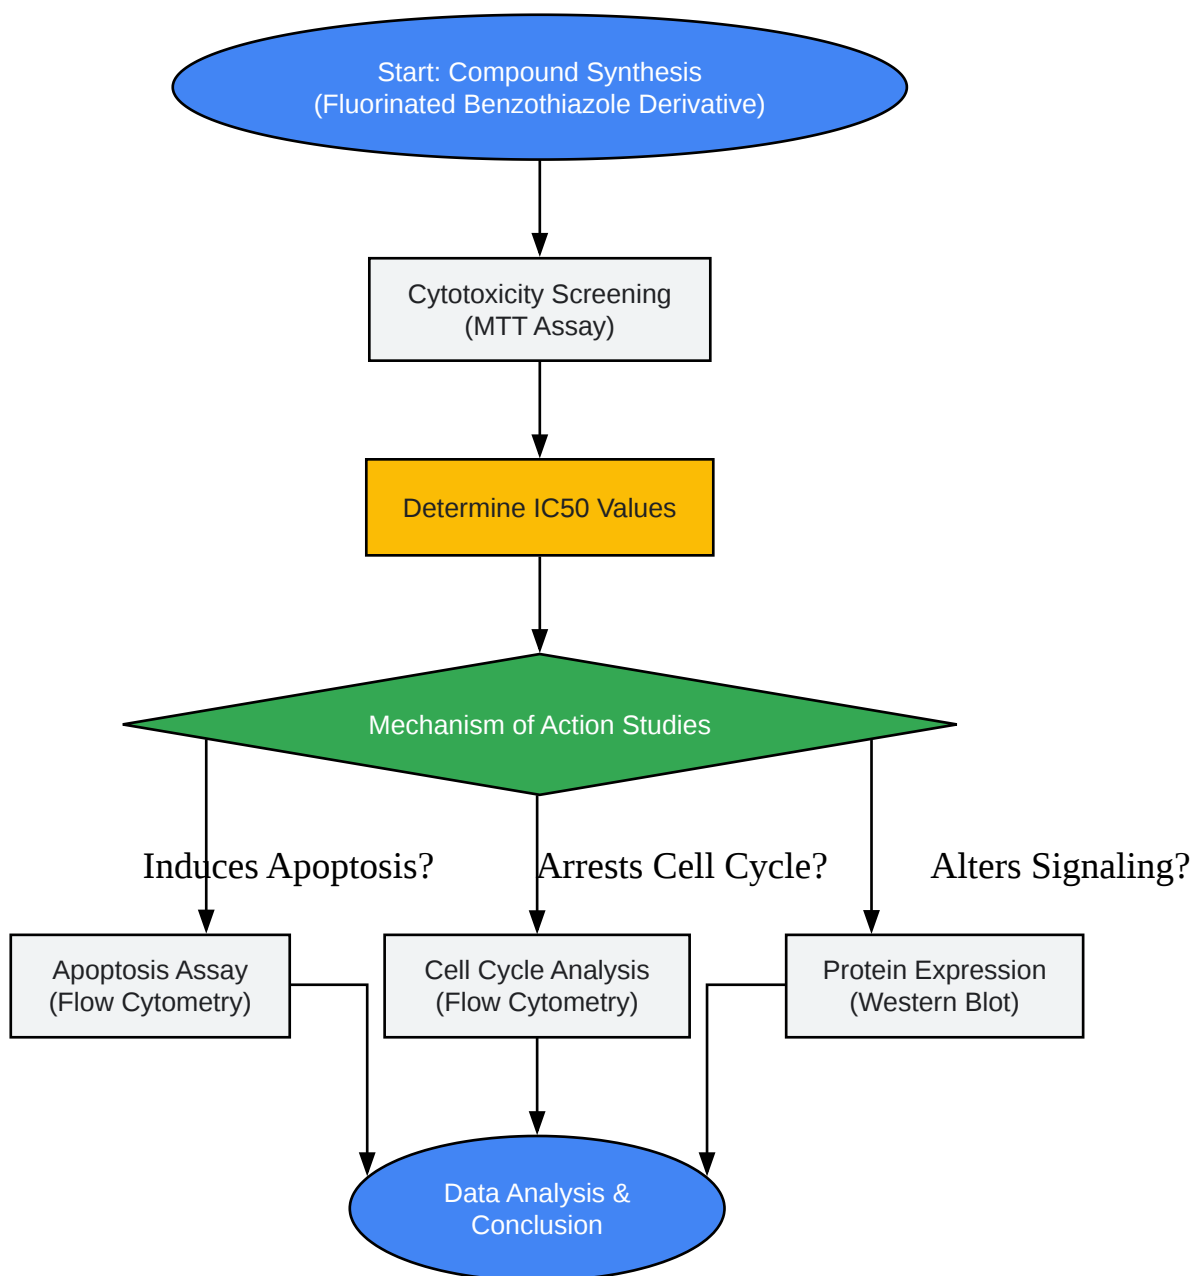 Start: Compound Synthesis
(Fluorinated Benzothiazole Derivative)
Cytotoxicity Screening
(MTT Assay)
Determine IC50 Values
Mechanism of Action Studies
Induces Apoptosis?
Arrests Cell Cycle?
Alters Signaling?
Apoptosis Assay
(Flow Cytometry)
Cell Cycle Analysis
(Flow Cytometry)
Protein Expression
(Western Blot)
Data Analysis &
Conclusion